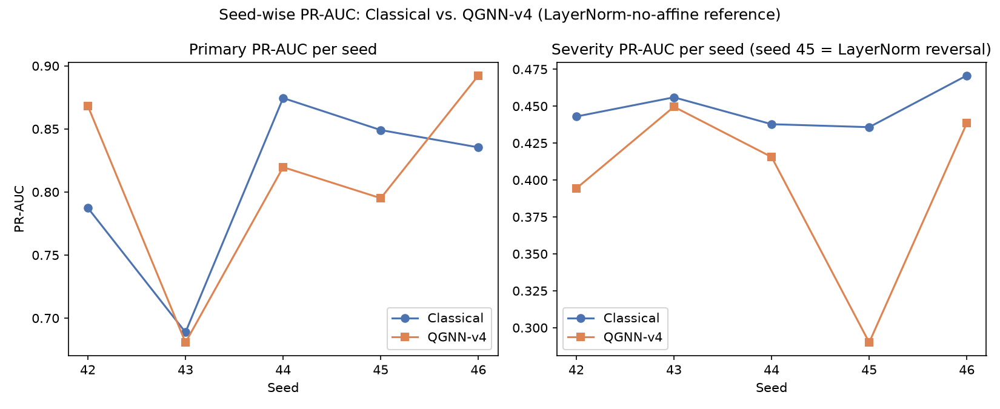 Seed-wise PR-AUC: Classical vs. QGNN-v4 (LayerNorm-no-affine reference)
Primary PR-AUC per seed
0.90
0.85
0.80
0.75
0.70
PR-AUC
42 43 44 45 46
Seed
Classical
QGNN-v4
Severity PR-AUC per seed (seed 45 = LayerNorm reversal)
0.475
0.450
0.425
0.400
0.375
0.350
0.325
0.300
42 43 44 45 46
Seed
Classical
QGNN-v4